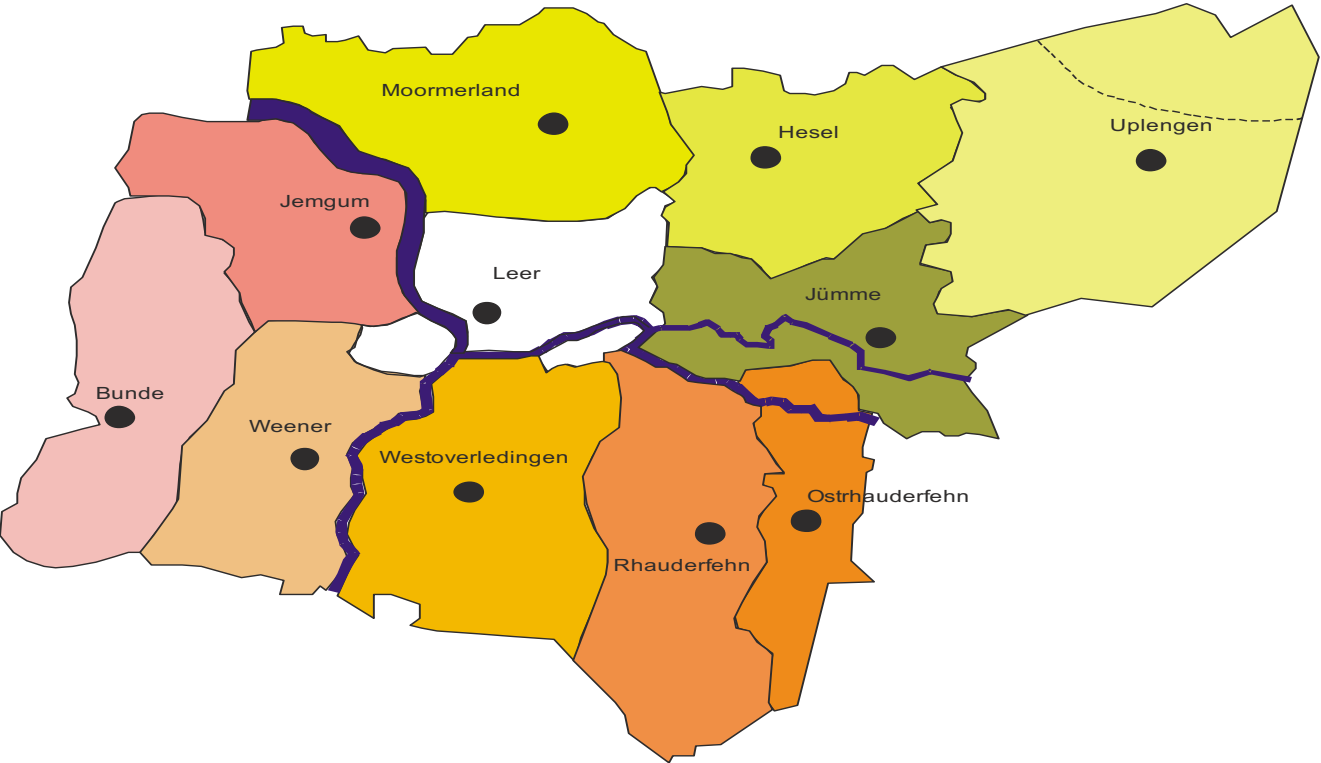 Moormerland
Hesel
Uplengen
Jemgum
Leer
Jümme
Bunde
Weener
Westoverledingen
Ostrhauderfehn
Rhauderfehn